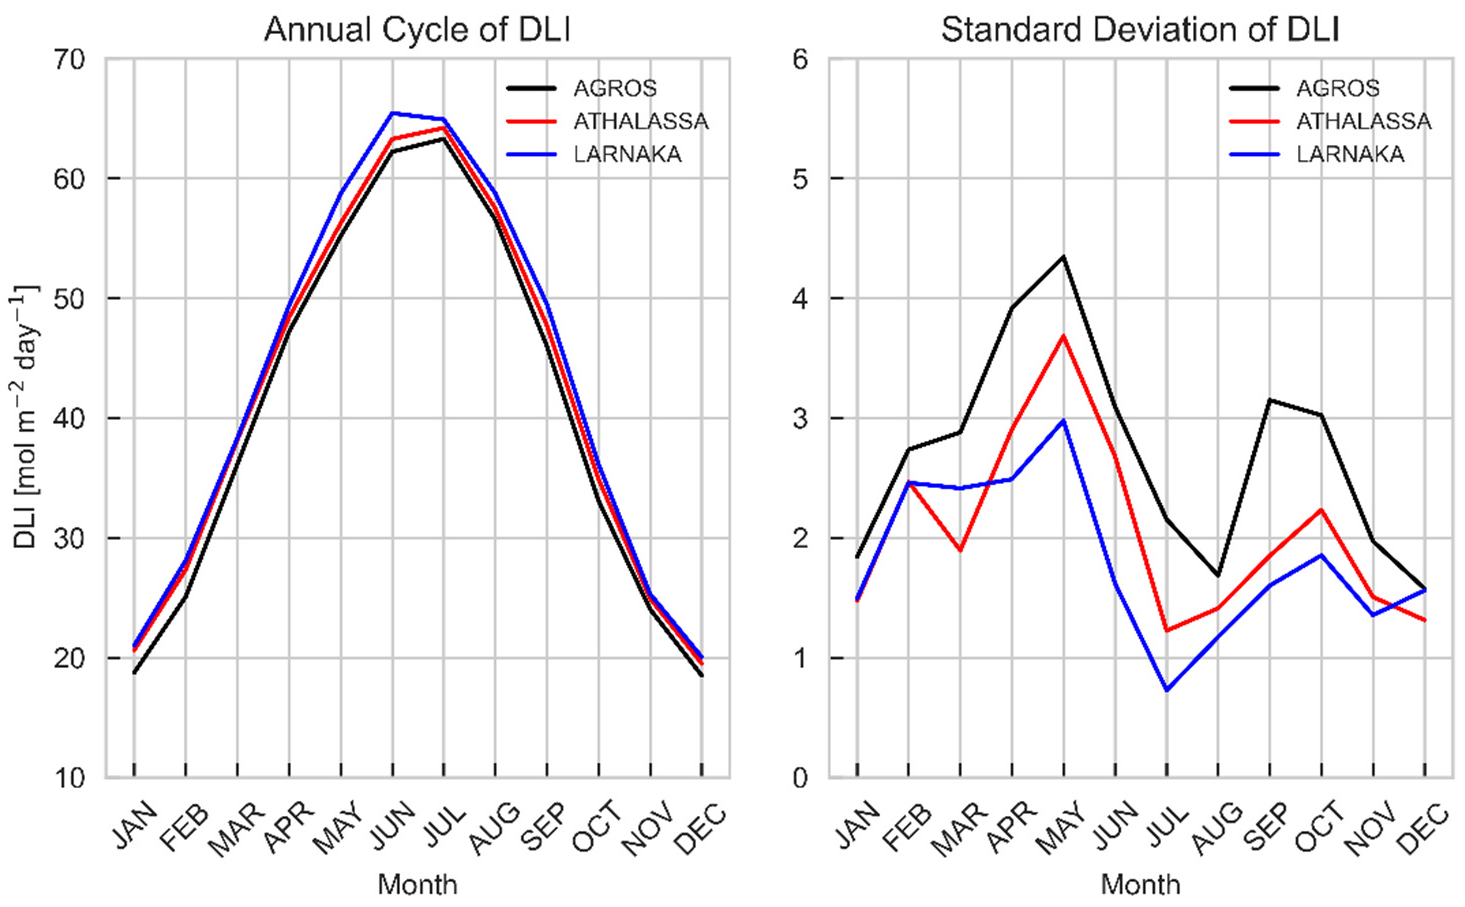 Annual Cycle of DLI
DLI [mol m⁻² day⁻¹]
70
60
50
40
30
20
10
AGROS
ATHALASSA
LARNAKA
JAN FEB MAR APR MAY JUN JUL AUG SEP OCT NOV DEC
Month
Standard Deviation of DLI
6
5
4
3
2
1
0
AGROS
ATHALASSA
LARNAKA
JAN FEB MAR APR MAY JUN JUL AUG SEP OCT NOV DEC
Month